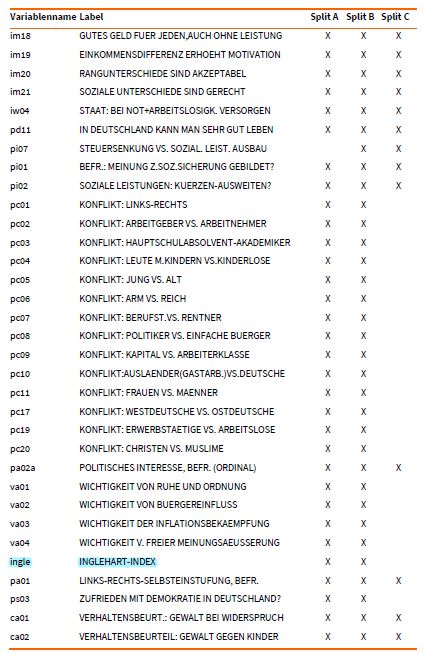 Variablenname Label Split A Split B Split C
im18 GUTES GELD FUER JEDEN,AUCH OHNE LEISTUNG X X X
im19 EINKOMMENSDIFFERENZ ERHOEHT MOTIVATION X X X
im20 RANGUNTERSCHIEDE SIND AKZEPTABEL X X X
im21 SOZIALE UNTERSCHIEDE SIND GERECHT X X X
iw04 STAAT: BEI NOT+ARBEITSLOSIGK. VERSORGEN X X X
pd11 IN DEUTSCHLAND KANN MAN SEHR GUT LEBEN X X X
pi07 STEUERSENKUNG VS. SOZIAL. LEIST. AUSBAU X X
pi01 BEFR.: MEINUNG Z.SOZ.SICHERUNG GEBILDET? X X X
pi02 SOZIALE LEISTUNGEN: KUERZEN-AUSWEITEN? X X X
pc01 KONFLIKT: LINKS-RECHTS X X
pc02 KONFLIKT: ARBEITGEBER VS. ARBEITNEHMER X X
pc03 KONFLIKT: HAUPTSCHULABSOLVENT-AKADEMIKER X X
pc04 KONFLIKT: LEUTE M.KINDERN VS.KINDERLOSE X X
pc05 KONFLIKT: JUNG VS. ALT X X
pc06 KONFLIKT: ARM VS. REICH X X
pc07 KONFLIKT: BERUFST.VS. RENTNER X X
pc08 KONFLIKT: POLITIKER VS. EINFACHE BUERGER X X
pc09 KONFLIKT: KAPITAL VS. ARBEITERKLASSE X X
pc10 KONFLIKT:AUSLAENDER(GASTARB.)VS.DEUTSCHE X X
pc11 KONFLIKT: FRAUEN VS. MAENNER X X
pc17 KONFLIKT: WESTDEUTSCHE VS. OSTDEUTSCHE X X
pc19 KONFLIKT: ERWERBSTAETIGE VS. ARBEITSLOSE X X
pc20 KONFLIKT: CHRISTEN VS. MUSLIME X X
pa02a POLITISCHES INTERESSE, BEFR. (ORDINAL) X X X
va01 WICHTIGKEIT VON RUHE UND ORDNUNG X X
va02 WICHTIGKEIT VON BUERGEREINFLUSS X X
va03 WICHTIGKEIT DER INFLATIONSBEKAEMPFUNG X X
va04 WICHTIGKEIT V. FREIER MEINUNGSAEUSSERUNG X X
ingle INGLEHART-INDEX X X
pa01 LINKS-RECHTS-SELBSTEINSTUFUNG, BEFR. X X X
ps03 ZUFRIEDEN MIT DEMOKRATIE IN DEUTSCHLAND? X X
ca01 VERHALTENSBEURT.: GEWALT BEI WIDERSPRUCH X X X
ca02 VERHALTENSBEURTEIL: GEWALT GEGEN KINDER X X X